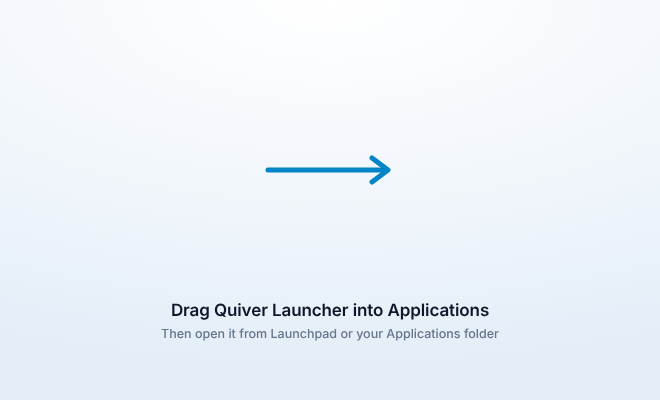 Drag Quiver Launcher into Applications
Then open it from Launchpad or your Applications folder